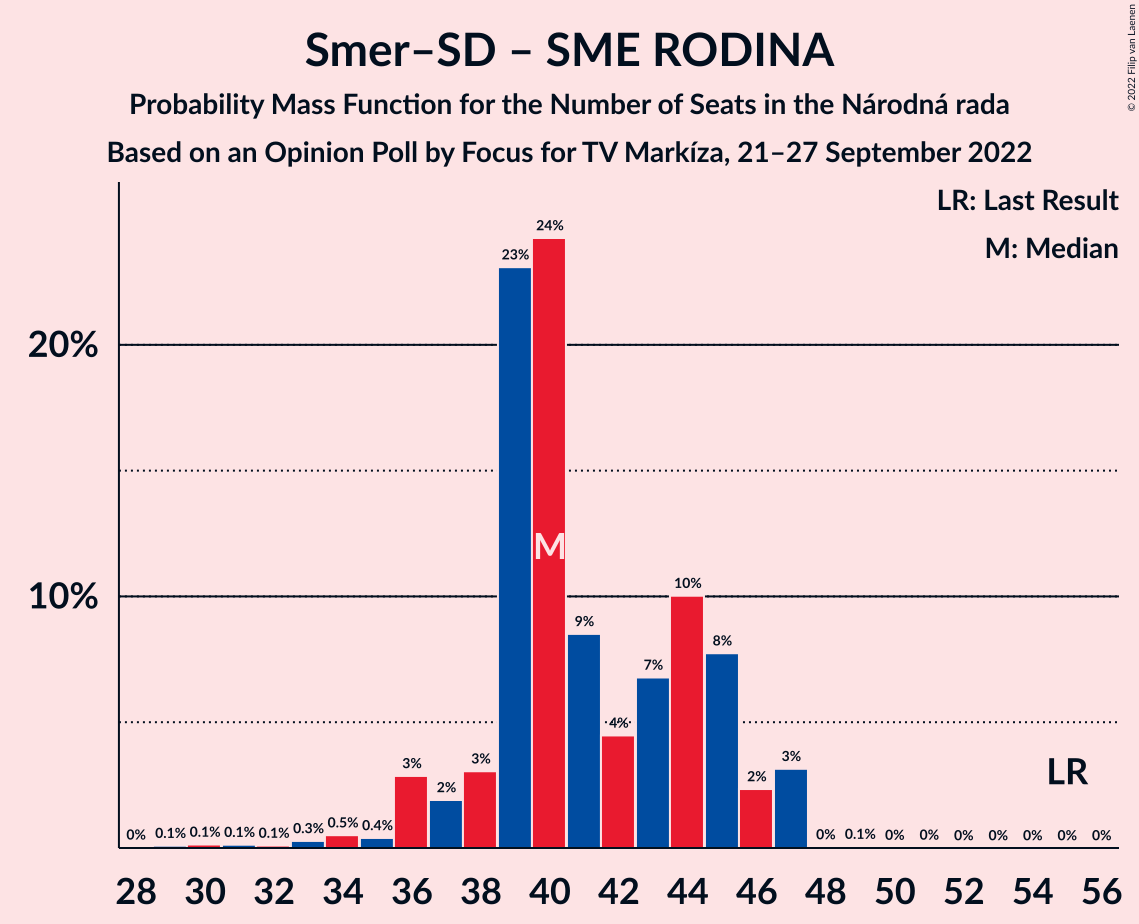 Smer–SD – SME RODINA
Probability Mass Function for the Number of Seats in the Národná rada
Based on an Opinion Poll by Focus for TV Markíza, 21–27 September 2022
© 2022 Filip van Laenen
LR: Last Result
M: Median
20%
10%
0% 0.1% 0.1% 0.1% 0.1% 0.3% 0.5% 0.4% 3% 2% 3% 23% 24% 9% 4% 7% 10% 8% 2% 3% 0% 0.1% 0% 0% 0% 0% 0% 0% 0%
M
LR
28 30 32 34 36 38 40 42 44 46 48 50 52 54 56